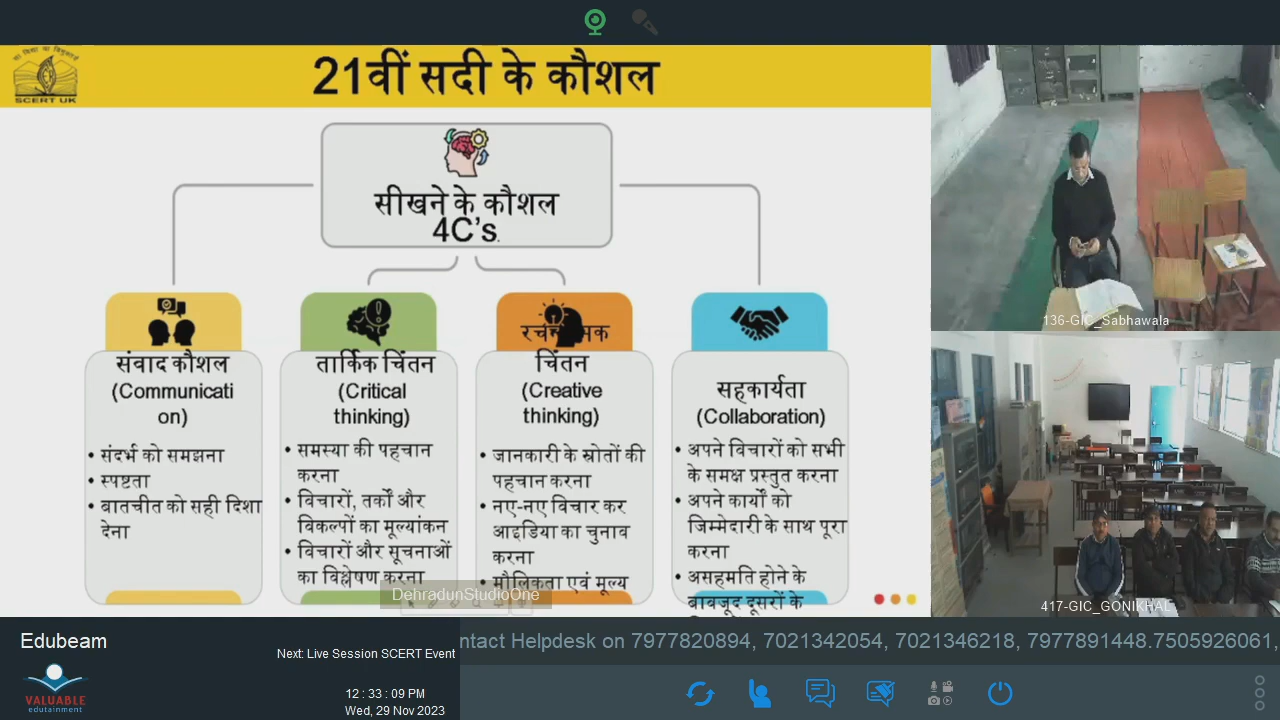 21वीं सदी के कौशल
SCERT UK
सीखने के कौशल
4C's.
संवाद कौशल
(Communicati
on)
• संदर्भ को समझना
• स्पष्टता
• बातचीत को सही दिशा
देना
तार्किक चिंतन
(Critical
thinking)
• समस्या की पहचान
करना
• विचारों, तर्कों और
विकल्पों का मूल्यांकन
• विचारों और सूचनाओं
का विश्लेषण करना
चिंतन
(Creative
thinking)
• जानकारी के स्रोतों की
पहचान करना
• नए-नए विचार कर
आइडिया का चुनाव
करना
• मौलिकता एवं मूल्य
सहकार्यता
(Collaboration)
• अपने विचारों को सभी
के समक्ष प्रस्तुत करना
• अपने कार्यों को
जिम्मेदारी के साथ पूरा
करना
• असहमति होने के
बावजूद दूसरों के
DehradunStudioOne
136-GIC_Sabhawala
417-GIC_GONIKHAL
Edubeam
Next: Live Session SCERT Event
ntact Helpdesk on 7977820894, 7021342054, 7021346218, 7977891448.7505926061,
VALUABLE
edutainment
12 : 33 : 09 PM
Wed, 29 Nov 2023